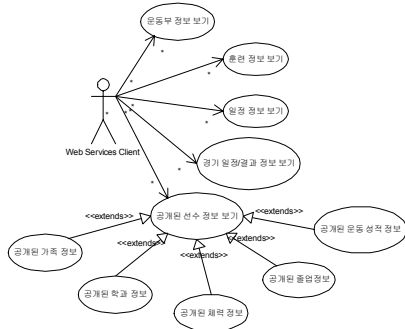 운동부 정보 보기
훈련 정보 보기
*
*
*
*
*
*
*
*
일정 정보 보기
*
Web Services Client
*
경기 일정/결과 정보 보기
*
<<extends>>
공개된 선수 정보 보기
<<extends>>
공개된 운동 성적 정보
<<extends>>
<<extends>>
공개된 가족 정보
<<extends>>
공개된 졸업정보
공개된 학과 정보
공개된 체력 정보